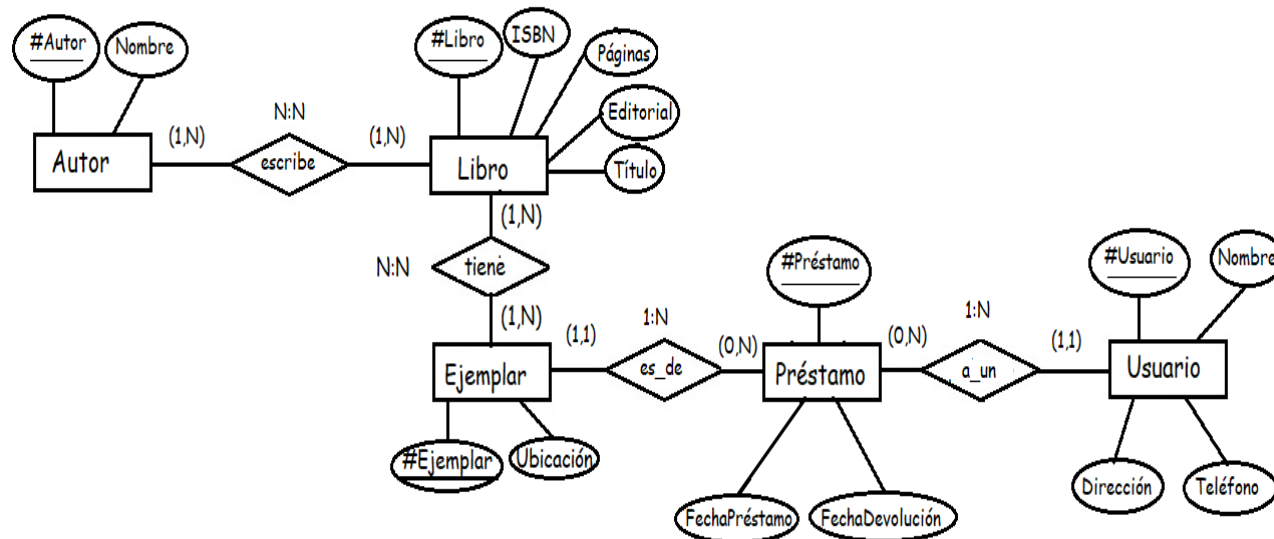 #Autor
Nombre
#Libro
ISBN
Páginas
Editorial
Título
N:N
(1,N)
(1,N)
Autor
escribe
Libro
(1,N)
N:N
tiene
(1,N)
#Préstamo
#Usuario
Nombre
(1,1)
1:N
(0,N)
(0,N)
1:N
(1,1)
Ejemplar
es_de
Préstamo
a_un
Usuario
#Ejemplar
Ubicación
FechaPréstamo
FechaDevolución
Dirección
Teléfono